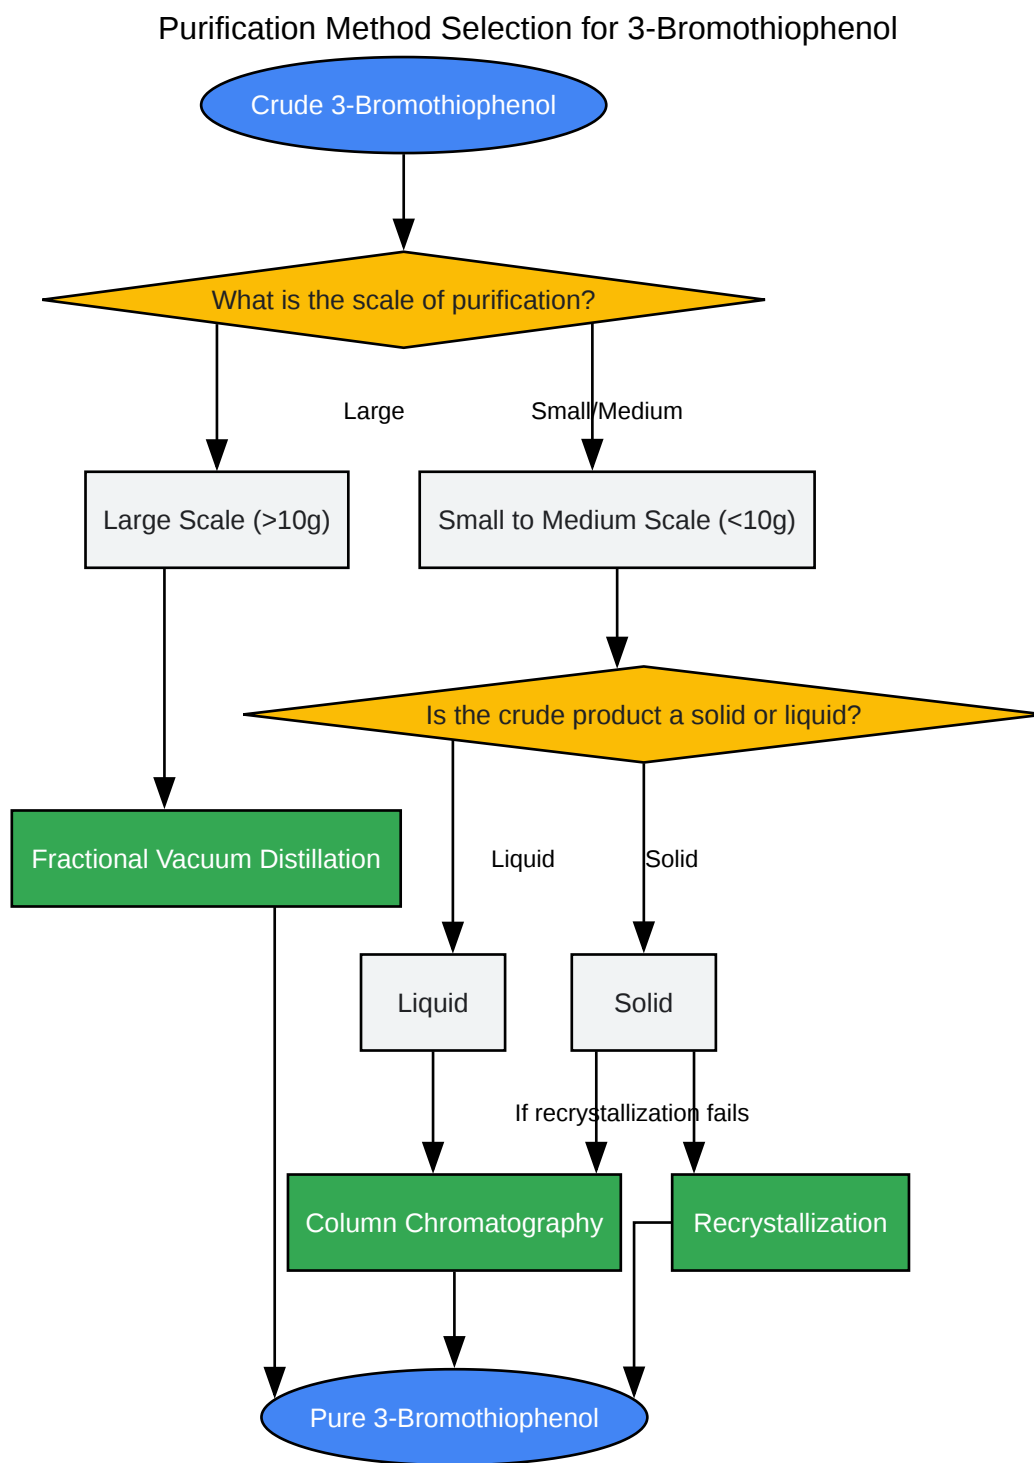 Purification Method Selection for 3-Bromothiophenol
Crude 3-Bromothiophenol
What is the scale of purification?
Large
Small/Medium
Large Scale (>10g)
Small to Medium Scale (<10g)
Is the crude product a solid or liquid?
Fractional Vacuum Distillation
Liquid
Solid
Liquid
Solid
If recrystallization fails
Column Chromatography
Recrystallization
Pure 3-Bromothiophenol